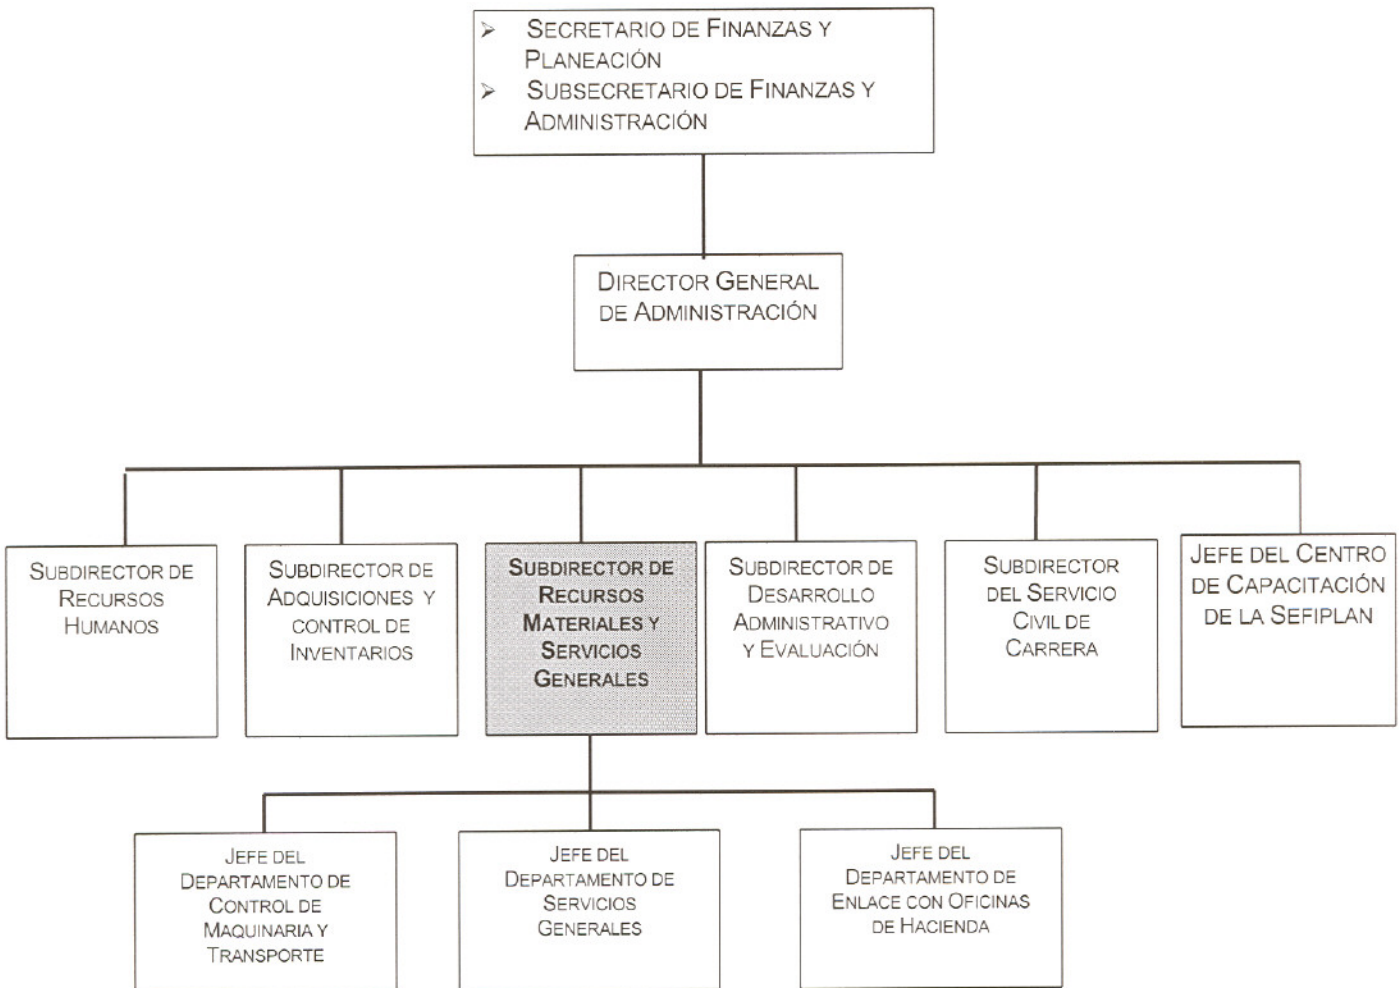 ➢ SECRETARIO DE FINANZAS Y
PLANEACIÓN
➢ SUBSECRETARIO DE FINANZAS Y
ADMINISTRACIÓN
DIRECTOR GENERAL
DE ADMINISTRACIÓN
SUBDIRECTOR DE
RECURSOS
HUMANOS
SUBDIRECTOR DE
ADQUISICIONES Y
CONTROL DE
INVENTARIOS
SUBDIRECTOR DE
RECURSOS
MATERIALES Y
SERVICIOS
GENERALES
SUBDIRECTOR DE
DESARROLLO
ADMINISTRATIVO
Y EVALUACIÓN
SUBDIRECTOR
DEL SERVICIO
CIVIL DE
CARRERA
JEFE DEL CENTRO
DE CAPACITACIÓN
DE LA SEFIPLAN
JEFE DEL
DEPARTAMENTO DE
CONTROL DE
MAQUINARIA Y
TRANSPORTE
JEFE DEL
DEPARTAMENTO DE
SERVICIOS
GENERALES
JEFE DEL
DEPARTAMENTO DE
ENLACE CON OFICINAS
DE HACIENDA